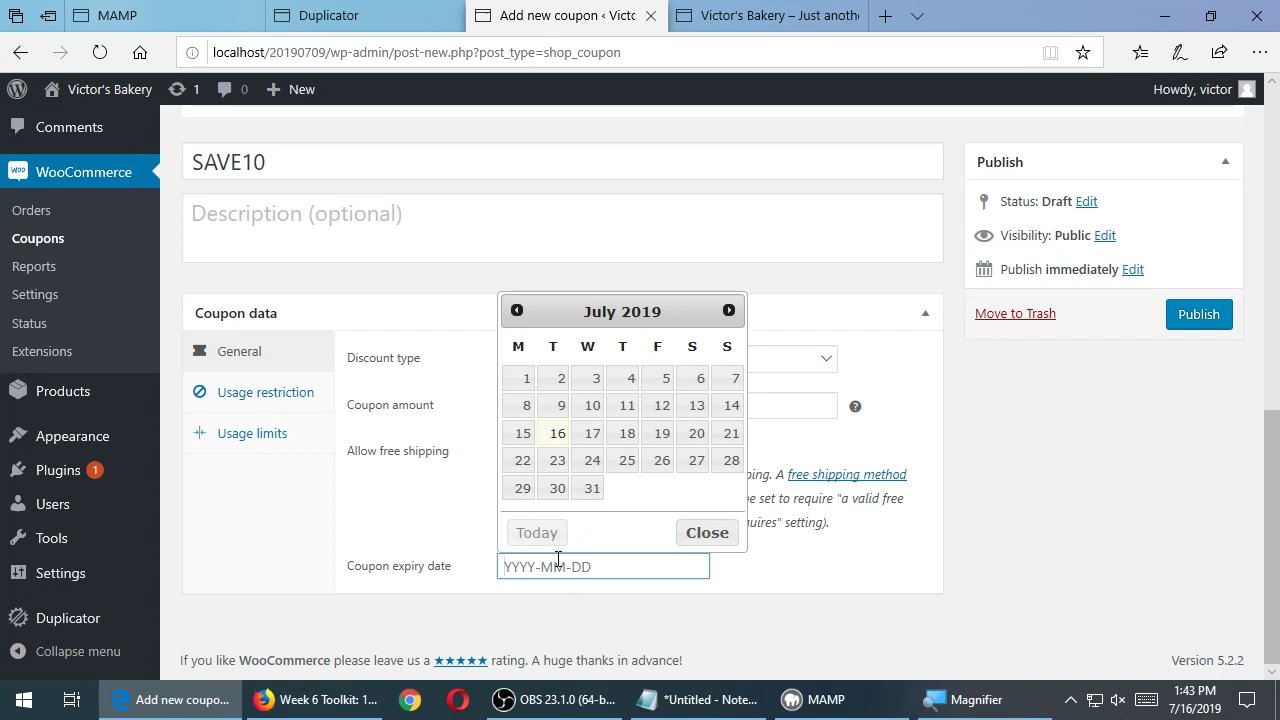 MAMP
Duplicator
Add new coupon ‹ Victo
Victor's Bakery – Just anoth
localhost/20190709/wp-admin/post-new.php?post_type=shop_coupon
Victor's Bakery
1
0
New
Howdy, victor
Comments
WooCommerce
Woo
Orders
Coupons
Reports
Settings
Status
Extensions
Products
Appearance
Plugins 1
Users
Tools
Settings
Duplicator
Collapse menu
SAVE10
Description (optional)
Coupon data
General
Usage restriction
Usage limits
Discount type
Coupon amount
Allow free shipping
ping. A free shipping method
be set to require "a valid free
quires" setting).
Coupon expiry date
YYYY-MM-DD
July 2019
M T W T F S S
1 2 3 4 5 6 7
8 9 10 11 12 13 14
15 16 17 18 19 20 21
22 23 24 25 26 27 28
29 30 31
Today
Close
Publish
Status: Draft Edit
Visibility: Public Edit
Publish immediately Edit
Move to Trash
Publish
If you like WooCommerce please leave us a ★★★★★ rating. A huge thanks in advance!
Version 5.2.2
Add new coupo...
Week 6 Toolkit: 1...
OBS 23.1.0 (64-b...
*Untitled - Note...
MAMP
Magnifier
1:43 PM
7/16/2019